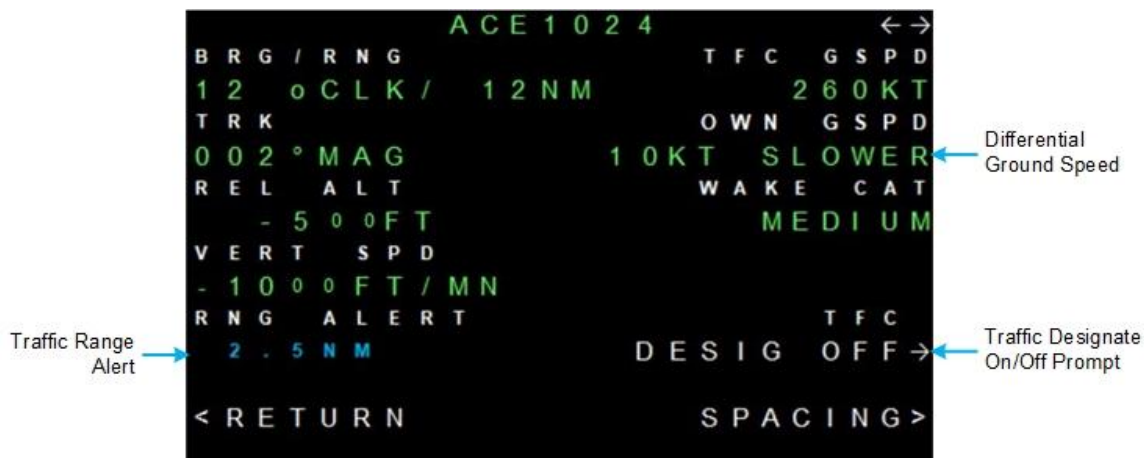 ACE1024 ←→
BRG/RNG TFC GSPD
12 oCLK/ 12NM 260KT
TRK OWN GSPD
002°MAG 10KT SLOWER
REL ALT WAKE CAT
-500FT MEDIUM
VERT SPD
-1000FT/MN
RNG ALERT TFC
2.5NM DESIG OFF→
<RETURN SPACING>
Differential
Ground Speed
Traffic Range
Alert
Traffic Designate
On/Off Prompt